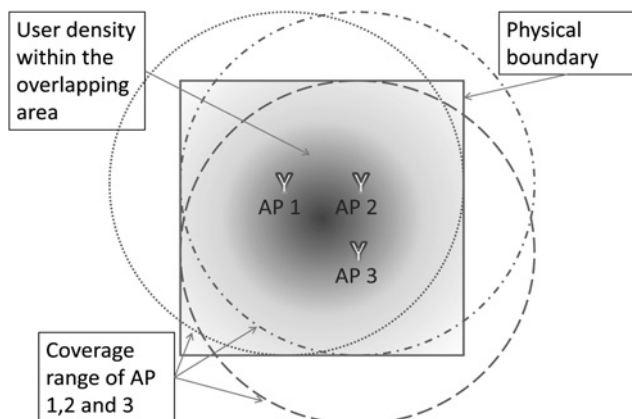 User density
within the
overlapping
area
Physical
boundary
AP 1
AP 2
AP 3
Coverage
range of AP
1,2 and 3